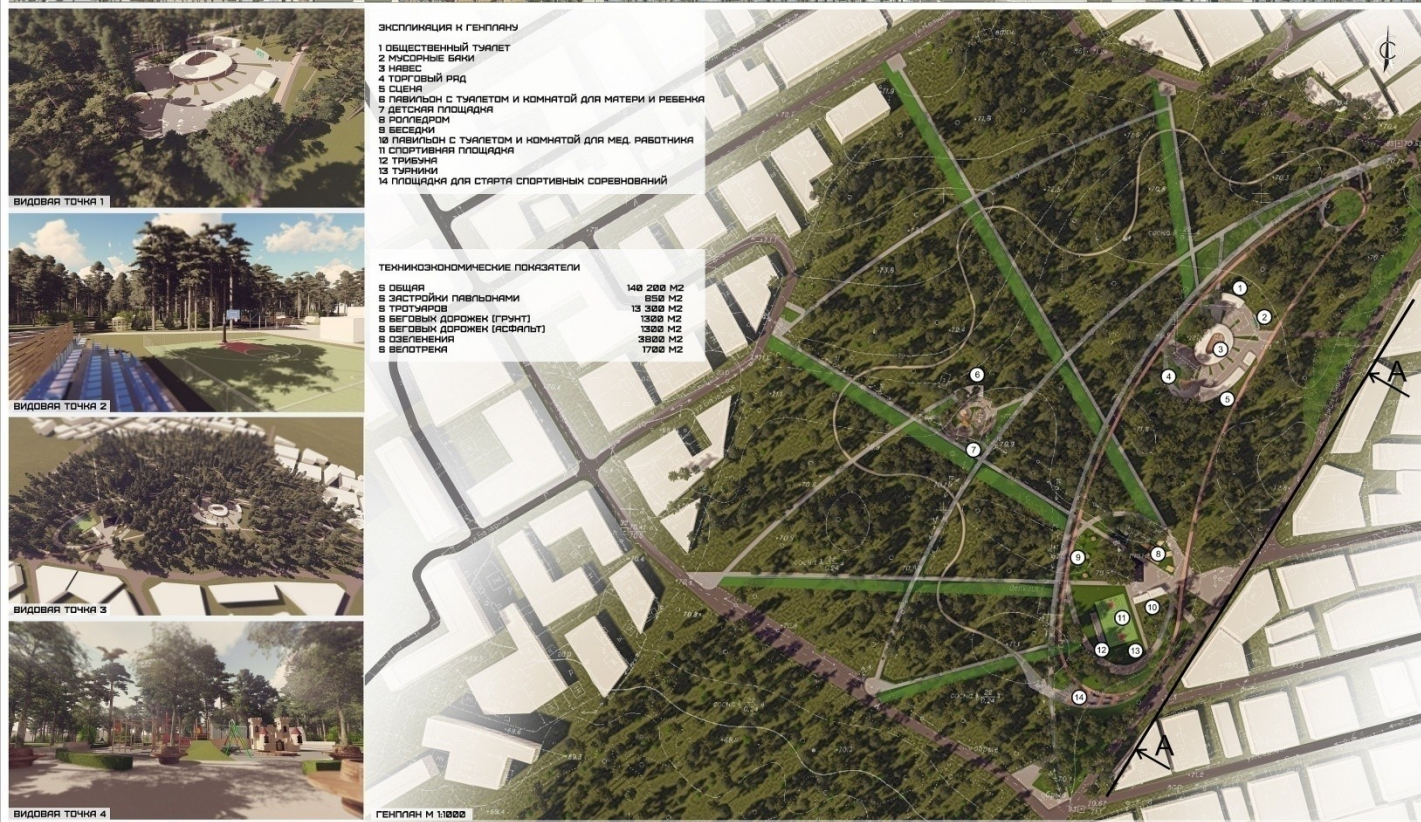 ЭКСПЛИКАЦИЯ К ГЕНПЛАНУ
1 ОБЩЕСТВЕННЫЙ ТУАЛЕТ
2 МУСОРНЫЕ БАКИ
3 НАВЕС
4 ТОРГОВЫЙ РЯД
5 СЦЕНА
6 ПАВИЛЬОН С ТУАЛЕТОМ И КОМНАТОЙ ДЛЯ МАТЕРИ И РЕБЕНКА
7 ДЕТСКАЯ ПЛОЩАДКА
8 РОЛЛЕДРОМ
9 БЕСЕДКИ
10 ПАВИЛЬОН С ТУАЛЕТОМ И КОМНАТОЙ ДЛЯ МЕД. РАБОТНИКА
11 СПОРТИВНАЯ ПЛОЩАДКА
12 ТРИБУНА
13 ТУРНИКИ
14 ПЛОЩАДКА ДЛЯ СТАРТА СПОРТИВНЫХ СОРЕВНОВАНИЙ
ТЕХНИКОЭКОНОМИЧЕСКИЕ ПОКАЗАТЕЛИ
S ОБЩАЯ 140 200 М2
S ЗАСТРОЙКИ ПАВЛЬОНАМИ 850 М2
S ТРОТУАРОВ 13 300 М2
S БЕГОВЫХ ДОРОЖЕК (ГРУНТ) 1300 М2
S БЕГОВЫХ ДОРОЖЕК (АСФАЛЬТ) 1300 М2
S ОЗЕЛЕНЕНИЯ 3800 М2
S ВЕЛОТРЕКА 1700 М2
ВИДОВАЯ ТОЧКА 1
ВИДОВАЯ ТОЧКА 2
ВИДОВАЯ ТОЧКА 3
ВИДОВАЯ ТОЧКА 4
ГЕНПЛАН М 1:1000
С
1
2
3
4
5
6
7
8
9
10
11
12
13
14
А
А